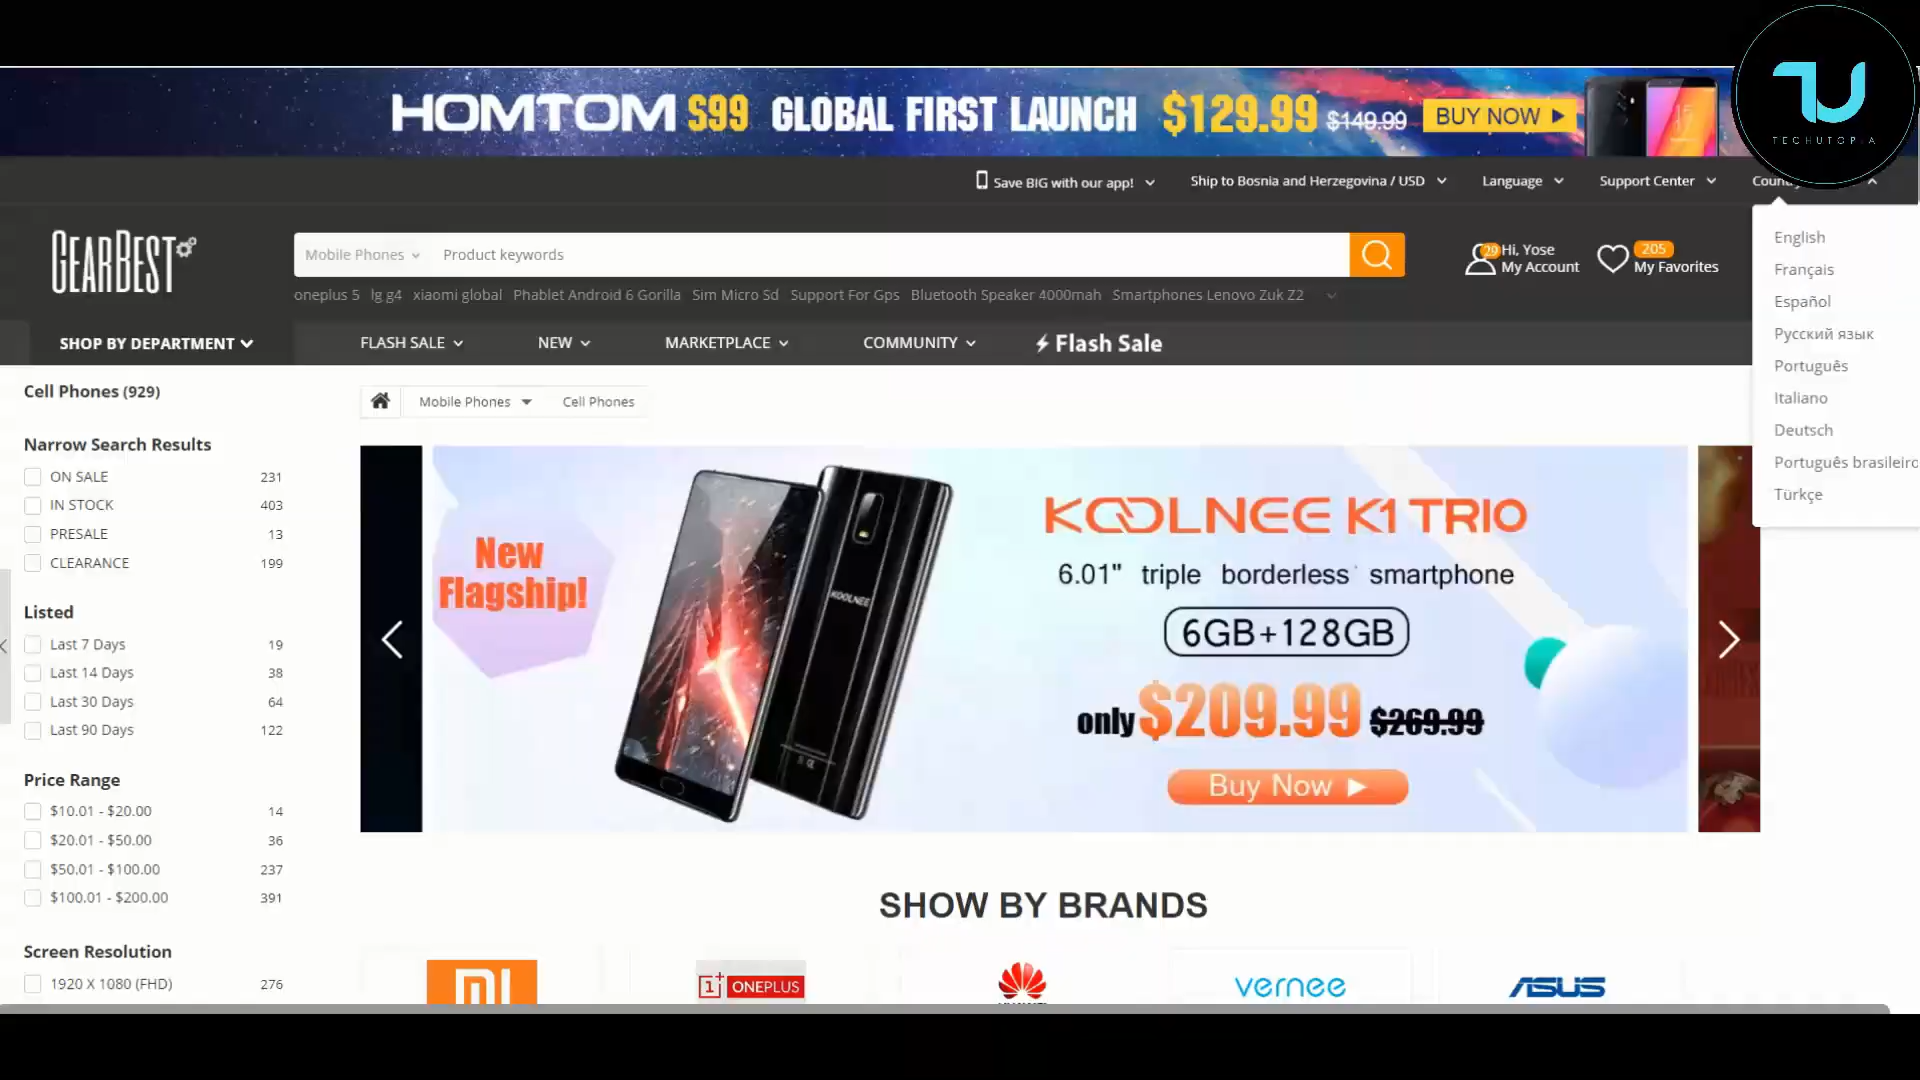 HOMTOM S99 GLOBAL FIRST LAUNCH $129.99 $149.99 BUY NOW
TU
TECHUTOPIA
Save BIG with our app! Ship to Bosnia and Herzegovina / USD Language Support Center
GEARBEST
Mobile Phones Product keywords
29 Hi, Yose
My Account
205
My Favorites
oneplus 5 lg g4 xiaomi global Phablet Android 6 Gorilla Sim Micro Sd Support For Gps Bluetooth Speaker 4000mah Smartphones Lenovo Zuk Z2
SHOP BY DEPARTMENT FLASH SALE NEW MARKETPLACE COMMUNITY Flash Sale
English
Français
Español
Русский язык
Português
Italiano
Deutsch
Português brasileiro
Türkçe
Cell Phones (929)
Narrow Search Results
ON SALE 231
IN STOCK 403
PRESALE 13
CLEARANCE 199
Listed
Last 7 Days 19
Last 14 Days 38
Last 30 Days 64
Last 90 Days 122
Price Range
$10.01 - $20.00 14
$20.01 - $50.00 36
$50.01 - $100.00 237
$100.01 - $200.00 391
Screen Resolution
1920 X 1080 (FHD) 276
Mobile Phones Cell Phones
New
Flagship!
KOOLNEE
KOOLNEE K1 TRIO
6.01" triple borderless smartphone
6GB+128GB
only $209.99 $269.99
Buy Now
SHOW BY BRANDS
MI
1+ ONEPLUS
vernee
ASUS